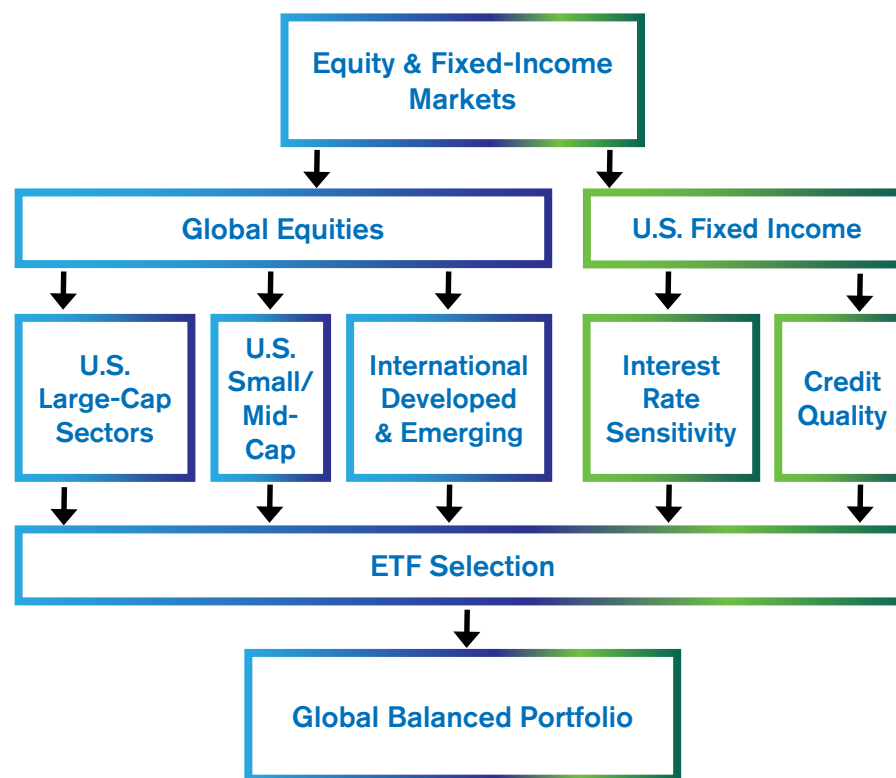 Equity & Fixed-Income
Markets
Global Equities
U.S. Fixed Income
U.S.
Large-Cap
Sectors
U.S.
Small/
Mid-
Cap
International
Developed
& Emerging
Interest
Rate
Sensitivity
Credit
Quality
ETF Selection
Global Balanced Portfolio